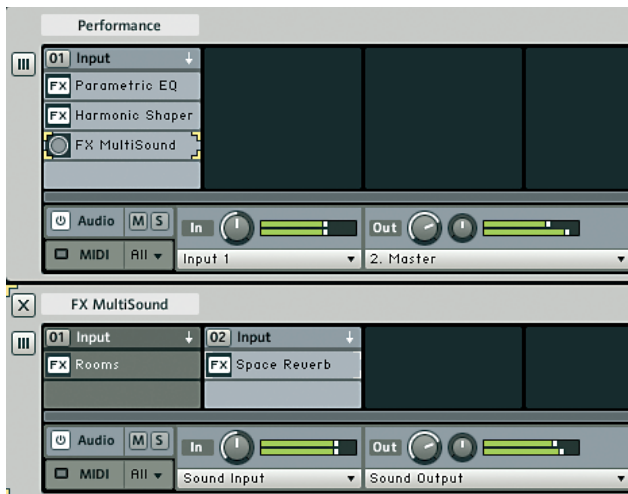 Performance
01 Input
FX Parametric EQ
FX Harmonic Shaper
FX MultiSound
Audio M S In Out
MIDI All Input 1 2. Master
X FX MultiSound
01 Input 02 Input
FX Rooms FX Space Reverb
Audio M S In Out
MIDI All Sound Input Sound Output